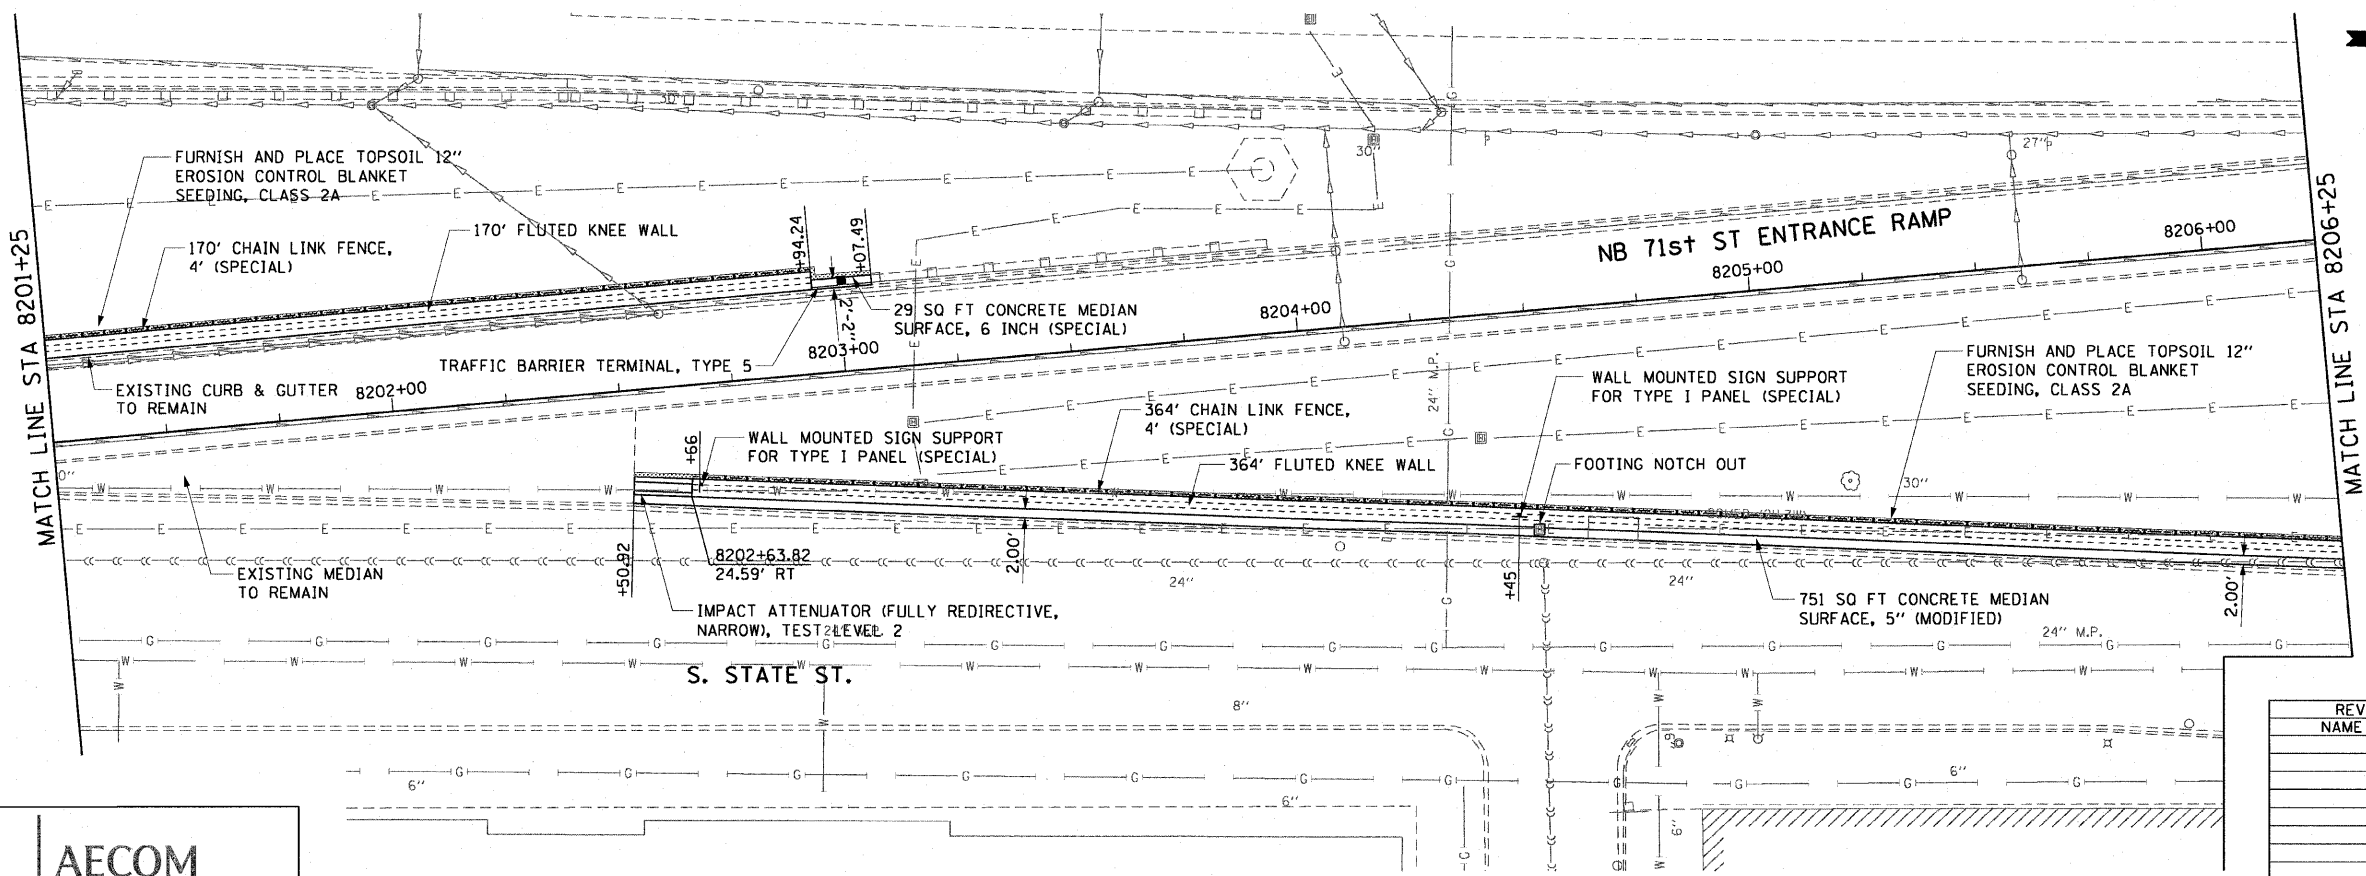 MATCH LINE STA 8201+25
FURNISH AND PLACE TOPSOIL 12"
EROSION CONTROL BLANKET
SEEDING, CLASS 2A
170' CHAIN LINK FENCE,
4' (SPECIAL)
170' FLUTED KNEE WALL
+94.24
+07.49
2'-2"
29 SQ FT CONCRETE MEDIAN
SURFACE, 6 INCH (SPECIAL)
TRAFFIC BARRIER TERMINAL, TYPE 5
EXISTING CURB & GUTTER
TO REMAIN
8202+00
8203+00
8204+00
8205+00
8206+00
NB 71st ST ENTRANCE RAMP
30"
30"
27"
24" M.P.
MATCH LINE STA 8206+25
FURNISH AND PLACE TOPSOIL 12"
EROSION CONTROL BLANKET
SEEDING, CLASS 2A
WALL MOUNTED SIGN SUPPORT
FOR TYPE I PANEL (SPECIAL)
364' CHAIN LINK FENCE,
4' (SPECIAL)
WALL MOUNTED SIGN SUPPORT
FOR TYPE I PANEL (SPECIAL)
364' FLUTED KNEE WALL
FOOTING NOTCH OUT
30"
+66
+50.92
8202+63.82
24.59' RT
2.00'
+45
2.00'
24"
24"
EXISTING MEDIAN
TO REMAIN
IMPACT ATTENUATOR (FULLY REDIRECTIVE,
NARROW), TEST LEVEL 2
751 SQ FT CONCRETE MEDIAN
SURFACE, 5" (MODIFIED)
24" M.P.
S. STATE ST.
8"
6"
6"
6"
6"
6"
REV
NAME
AECOM